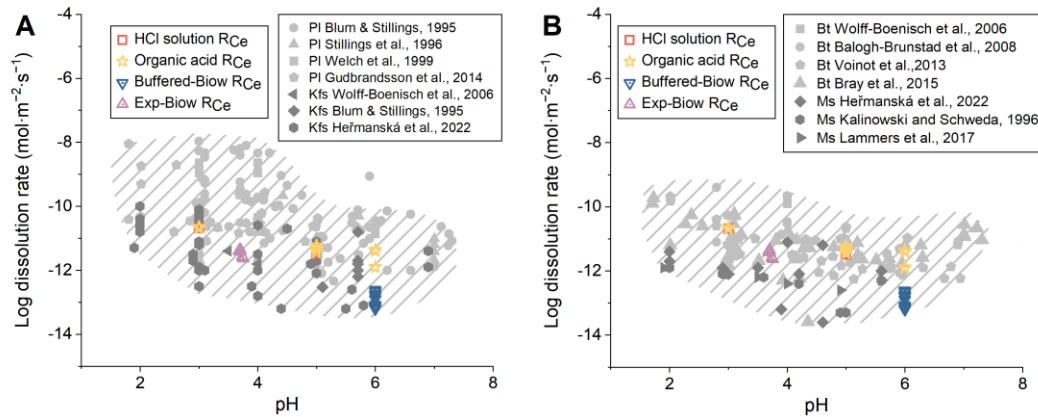 A
Log dissolution rate (mol·m⁻²·s⁻¹)
-4
-6
-8
-10
-12
-14
HCl solution RCe
Organic acid RCe
Buffered-Biow RCe
Exp-Biow RCe
Pl Blum & Stillings, 1995
Pl Stillings et al., 1996
Pl Welch et al., 1999
Pl Gudbrandsson et al., 2014
Kfs Wolff-Boenisch et al., 2006
Kfs Blum & Stillings, 1995
Kfs Heřmanská et al., 2022
2 4 6 8
pH
B
Log dissolution rate (mol·m⁻²·s⁻¹)
-4
-6
-8
-10
-12
-14
HCl solution RCe
Organic acid RCe
Buffered-Biow RCe
Exp-Biow RCe
Bt Wolff-Boenisch et al., 2006
Bt Balogh-Brunstad et al., 2008
Bt Voinot et al.,2013
Bt Bray et al., 2015
Ms Heřmanská et al., 2022
Ms Kalinowski and Schweda, 1996
Ms Lammers et al., 2017
2 4 6 8
pH